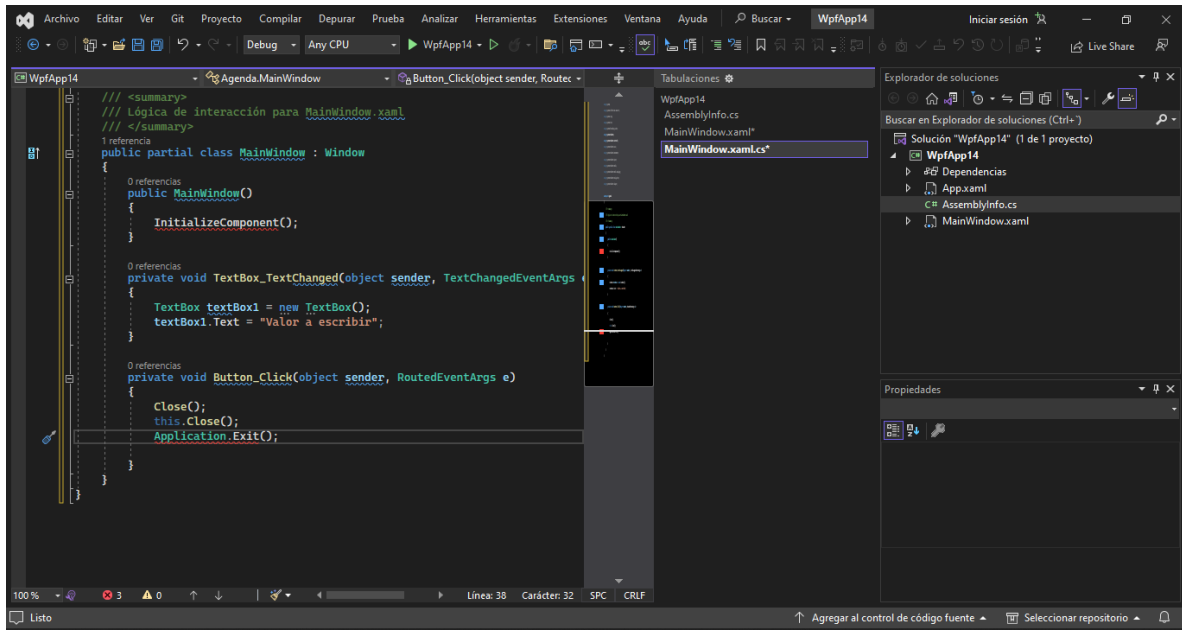 Archivo Editar Ver Git Proyecto Compilar Depurar Prueba Analizar Herramientas Extensiones Ventana Ayuda Buscar WpfApp14 Iniciar sesión
Debug Any CPU WpfApp14 Live Share
WpfApp14 Agenda.MainWindow Button_Click(object sender, Routec
/// <summary>
/// Lógica de interacción para MainWindow.xaml
/// </summary>
1 referencia
public partial class MainWindow : Window
{
0 referencias
public MainWindow()
{
InitializeComponent();
}
0 referencias
private void TextBox_TextChanged(object sender, TextChangedEventArgs e
{
TextBox textBox1 = new TextBox();
textBox1.Text = "Valor a escribir";
}
0 referencias
private void Button_Click(object sender, RoutedEventArgs e)
{
Close();
this.Close();
Application.Exit();
}
}
}
100 % 3 0 Línea: 38 Carácter: 32 SPC CRLF
Tabulaciones
WpfApp14
AssemblyInfo.cs
MainWindow.xaml*
MainWindow.xaml.cs*
Explorador de soluciones
Buscar en Explorador de soluciones (Ctrl+¨)
Solución "WpfApp14" (1 de 1 proyecto)
WpfApp14
Dependencias
App.xaml
C# AssemblyInfo.cs
MainWindow.xaml
Propiedades
Listo Agregar al control de código fuente Seleccionar repositorio